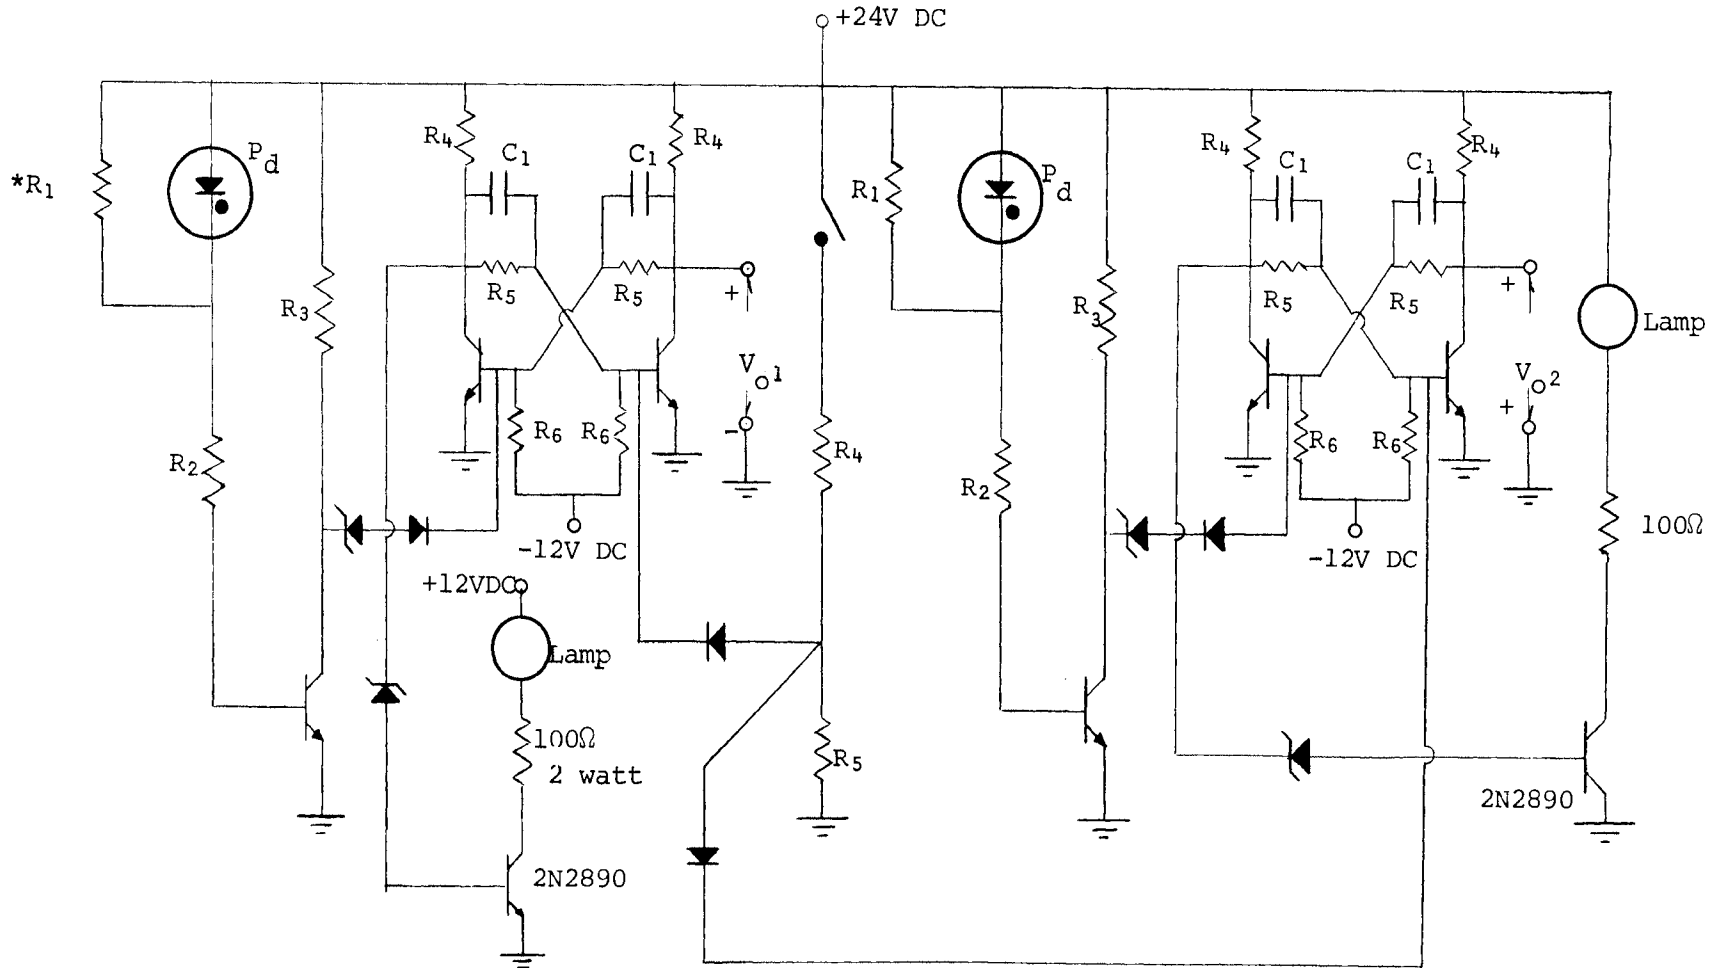 +24V DC
*R1
Pd
R4
C1
C1
R4
R1
Pd
R4
C1
C1
R4
R3
R5
R5
+
R3
R5
R5
+
Lamp
Vo1
Vo2
+
-
R2
R6
R6
R4
R2
R6
R6
100Ω
-12V DC
-12V DC
+12VDC
Lamp
100Ω
2 watt
R5
2N2890
2N2890